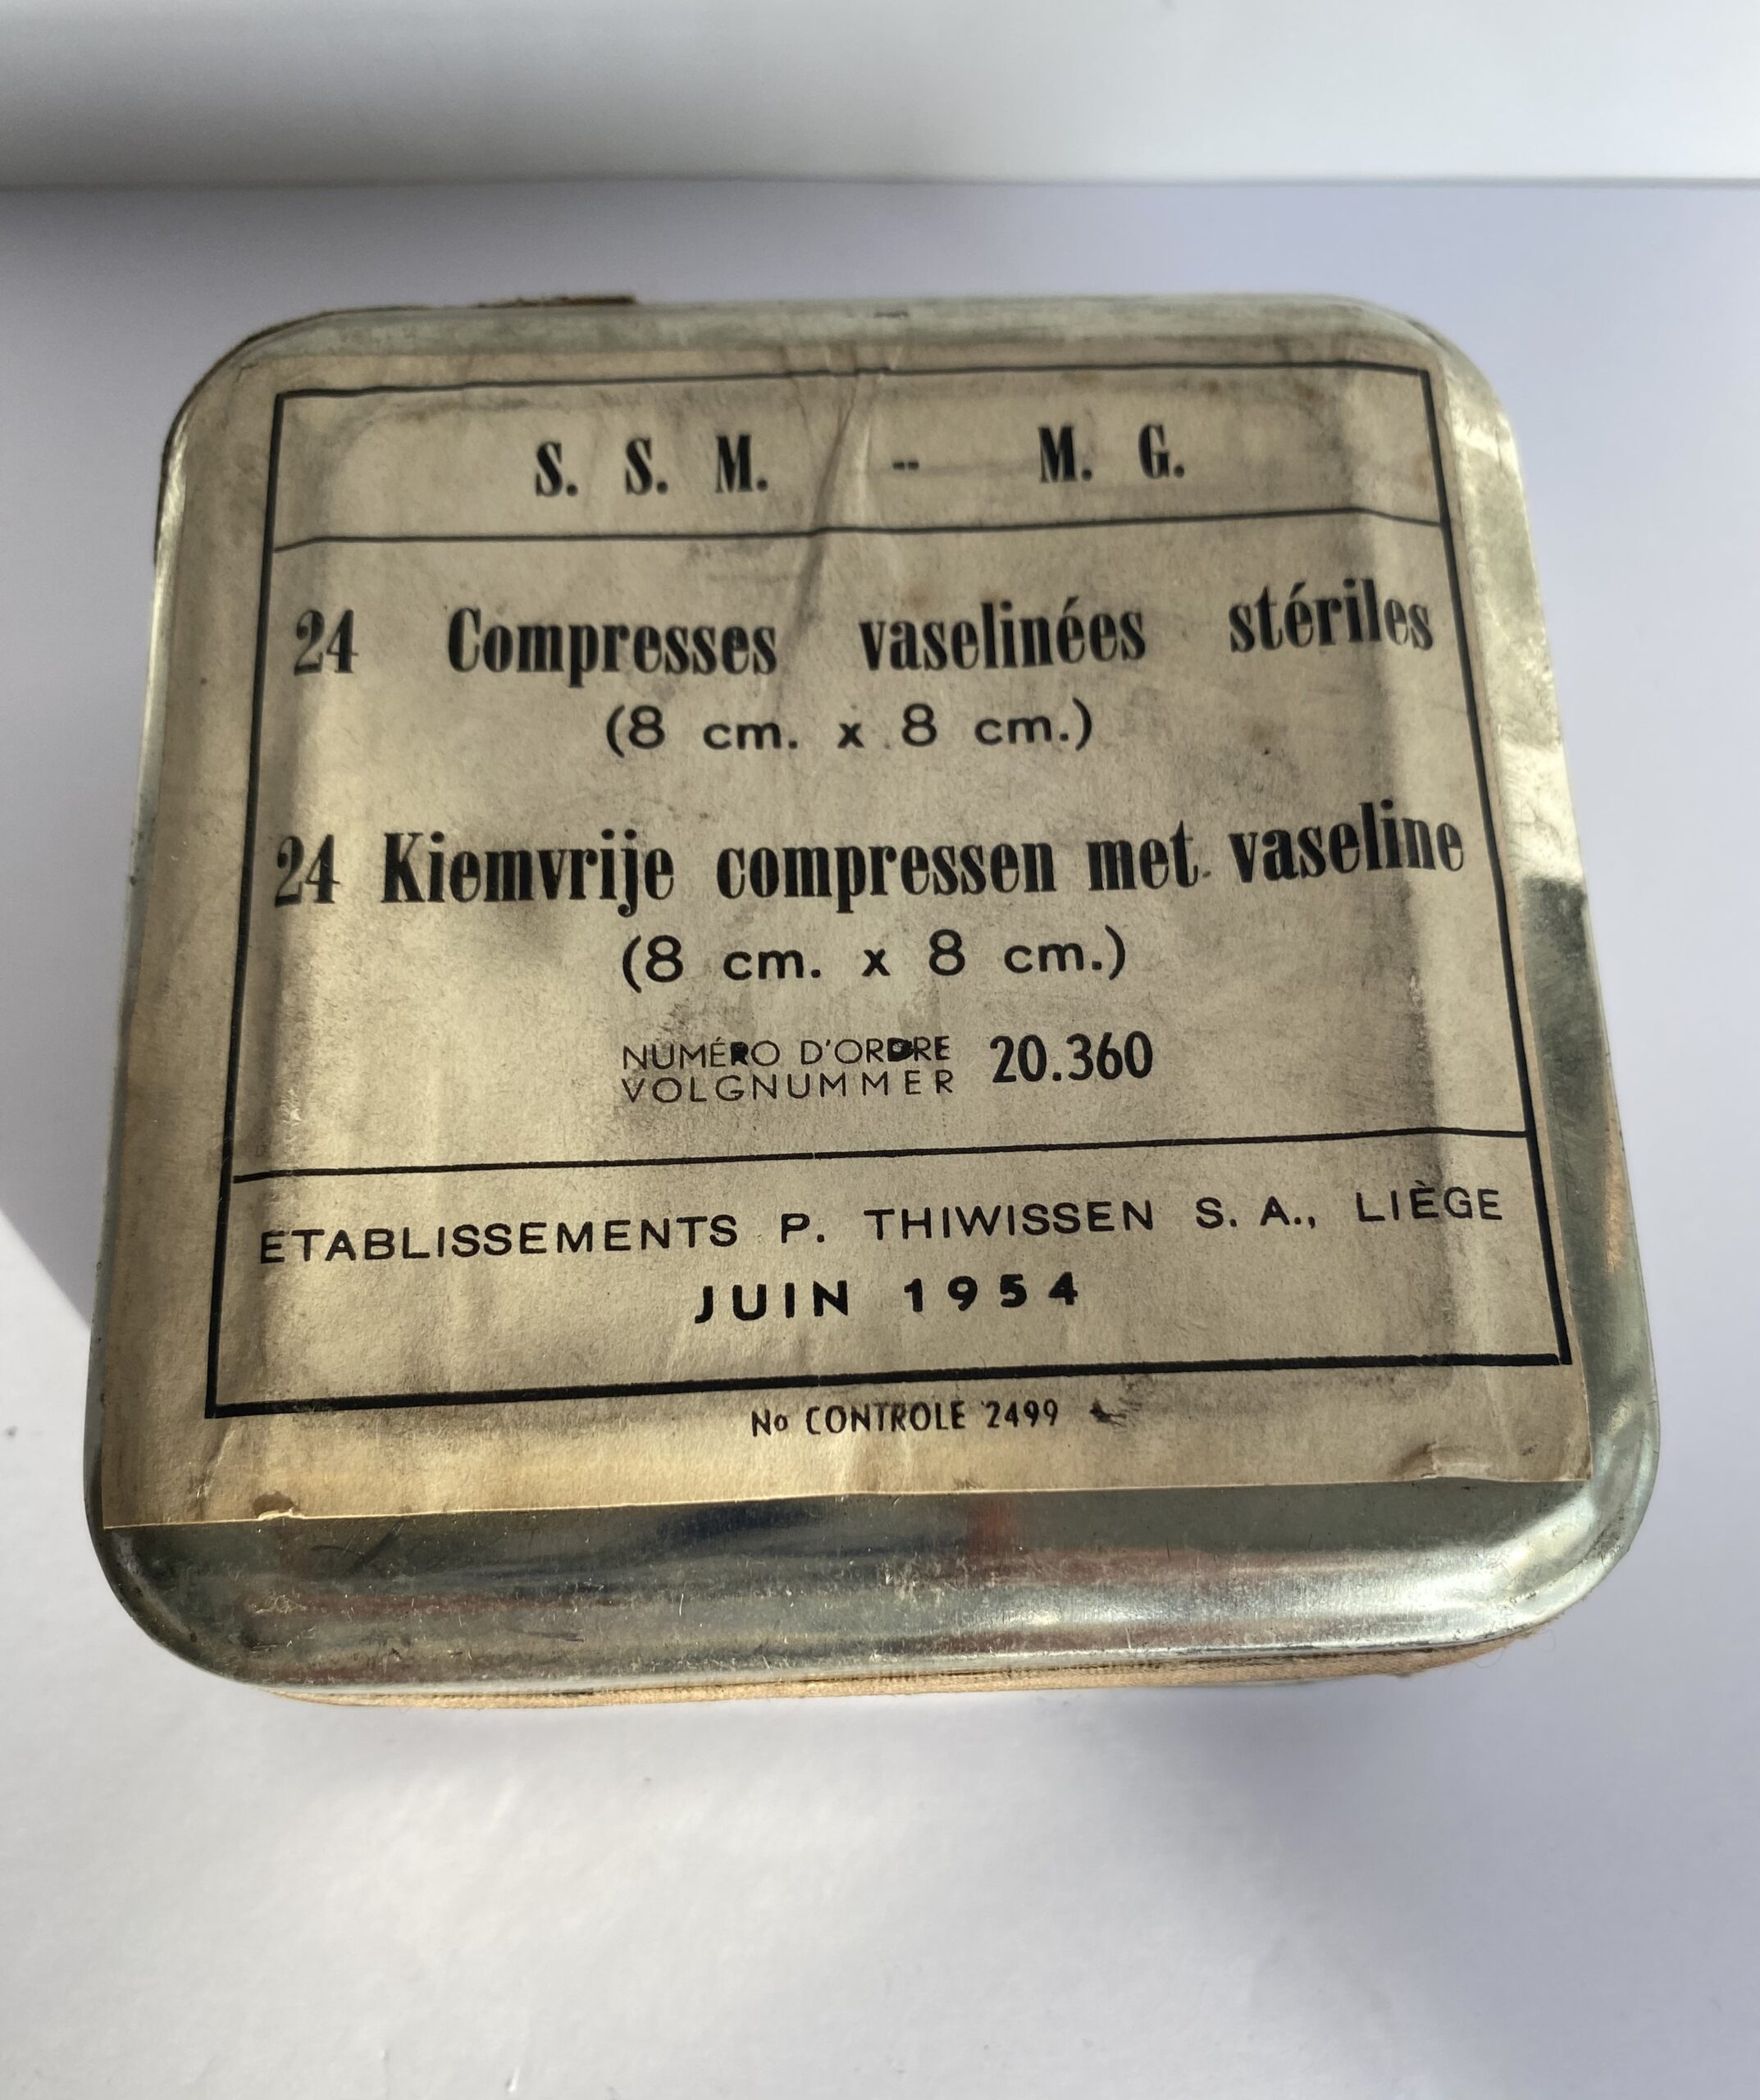 S. S. M. -- M. G.
24 Compresses vaselinées stériles
(8 cm. x 8 cm.)
24 Kiemvrije compressen met vaseline
(8 cm. x 8 cm.)
NUMÉRO D'ORDRE 20.360
VOLGNUMMER
ETABLISSEMENTS P. THIWISSEN S. A., LIÈGE
JUIN 1954
No CONTROLE 2499